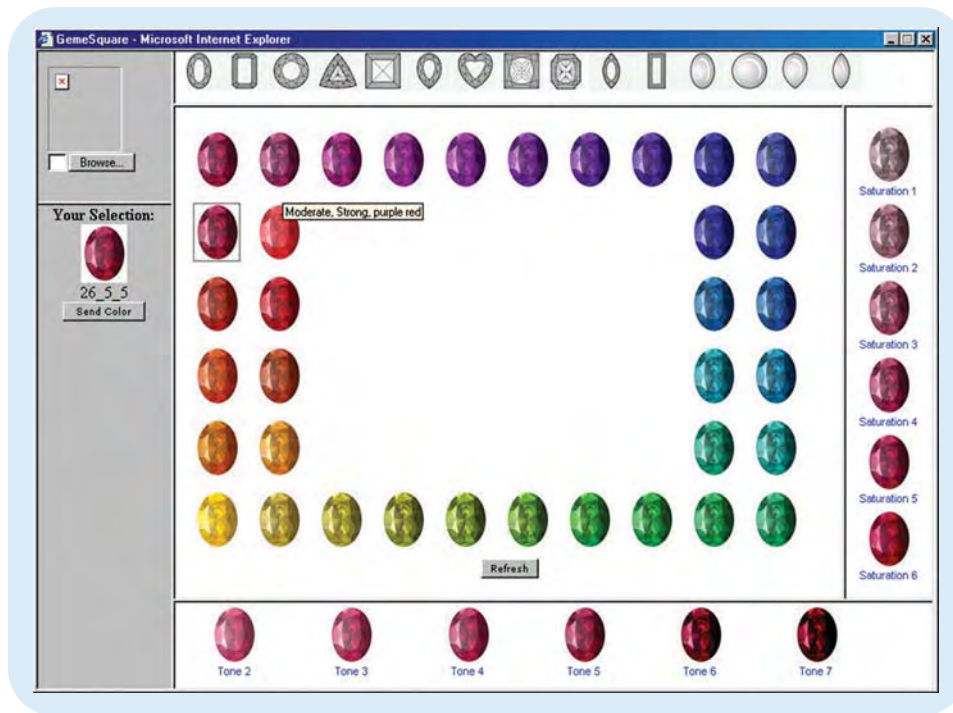 GemeSquare - Microsoft Internet Explorer
Browse...
Your Selection:
26_5_5
Send Color
Moderate, Strong, purple red
Refresh
Saturation 1
Saturation 2
Saturation 3
Saturation 4
Saturation 5
Saturation 6
Tone 2
Tone 3
Tone 4
Tone 5
Tone 6
Tone 7